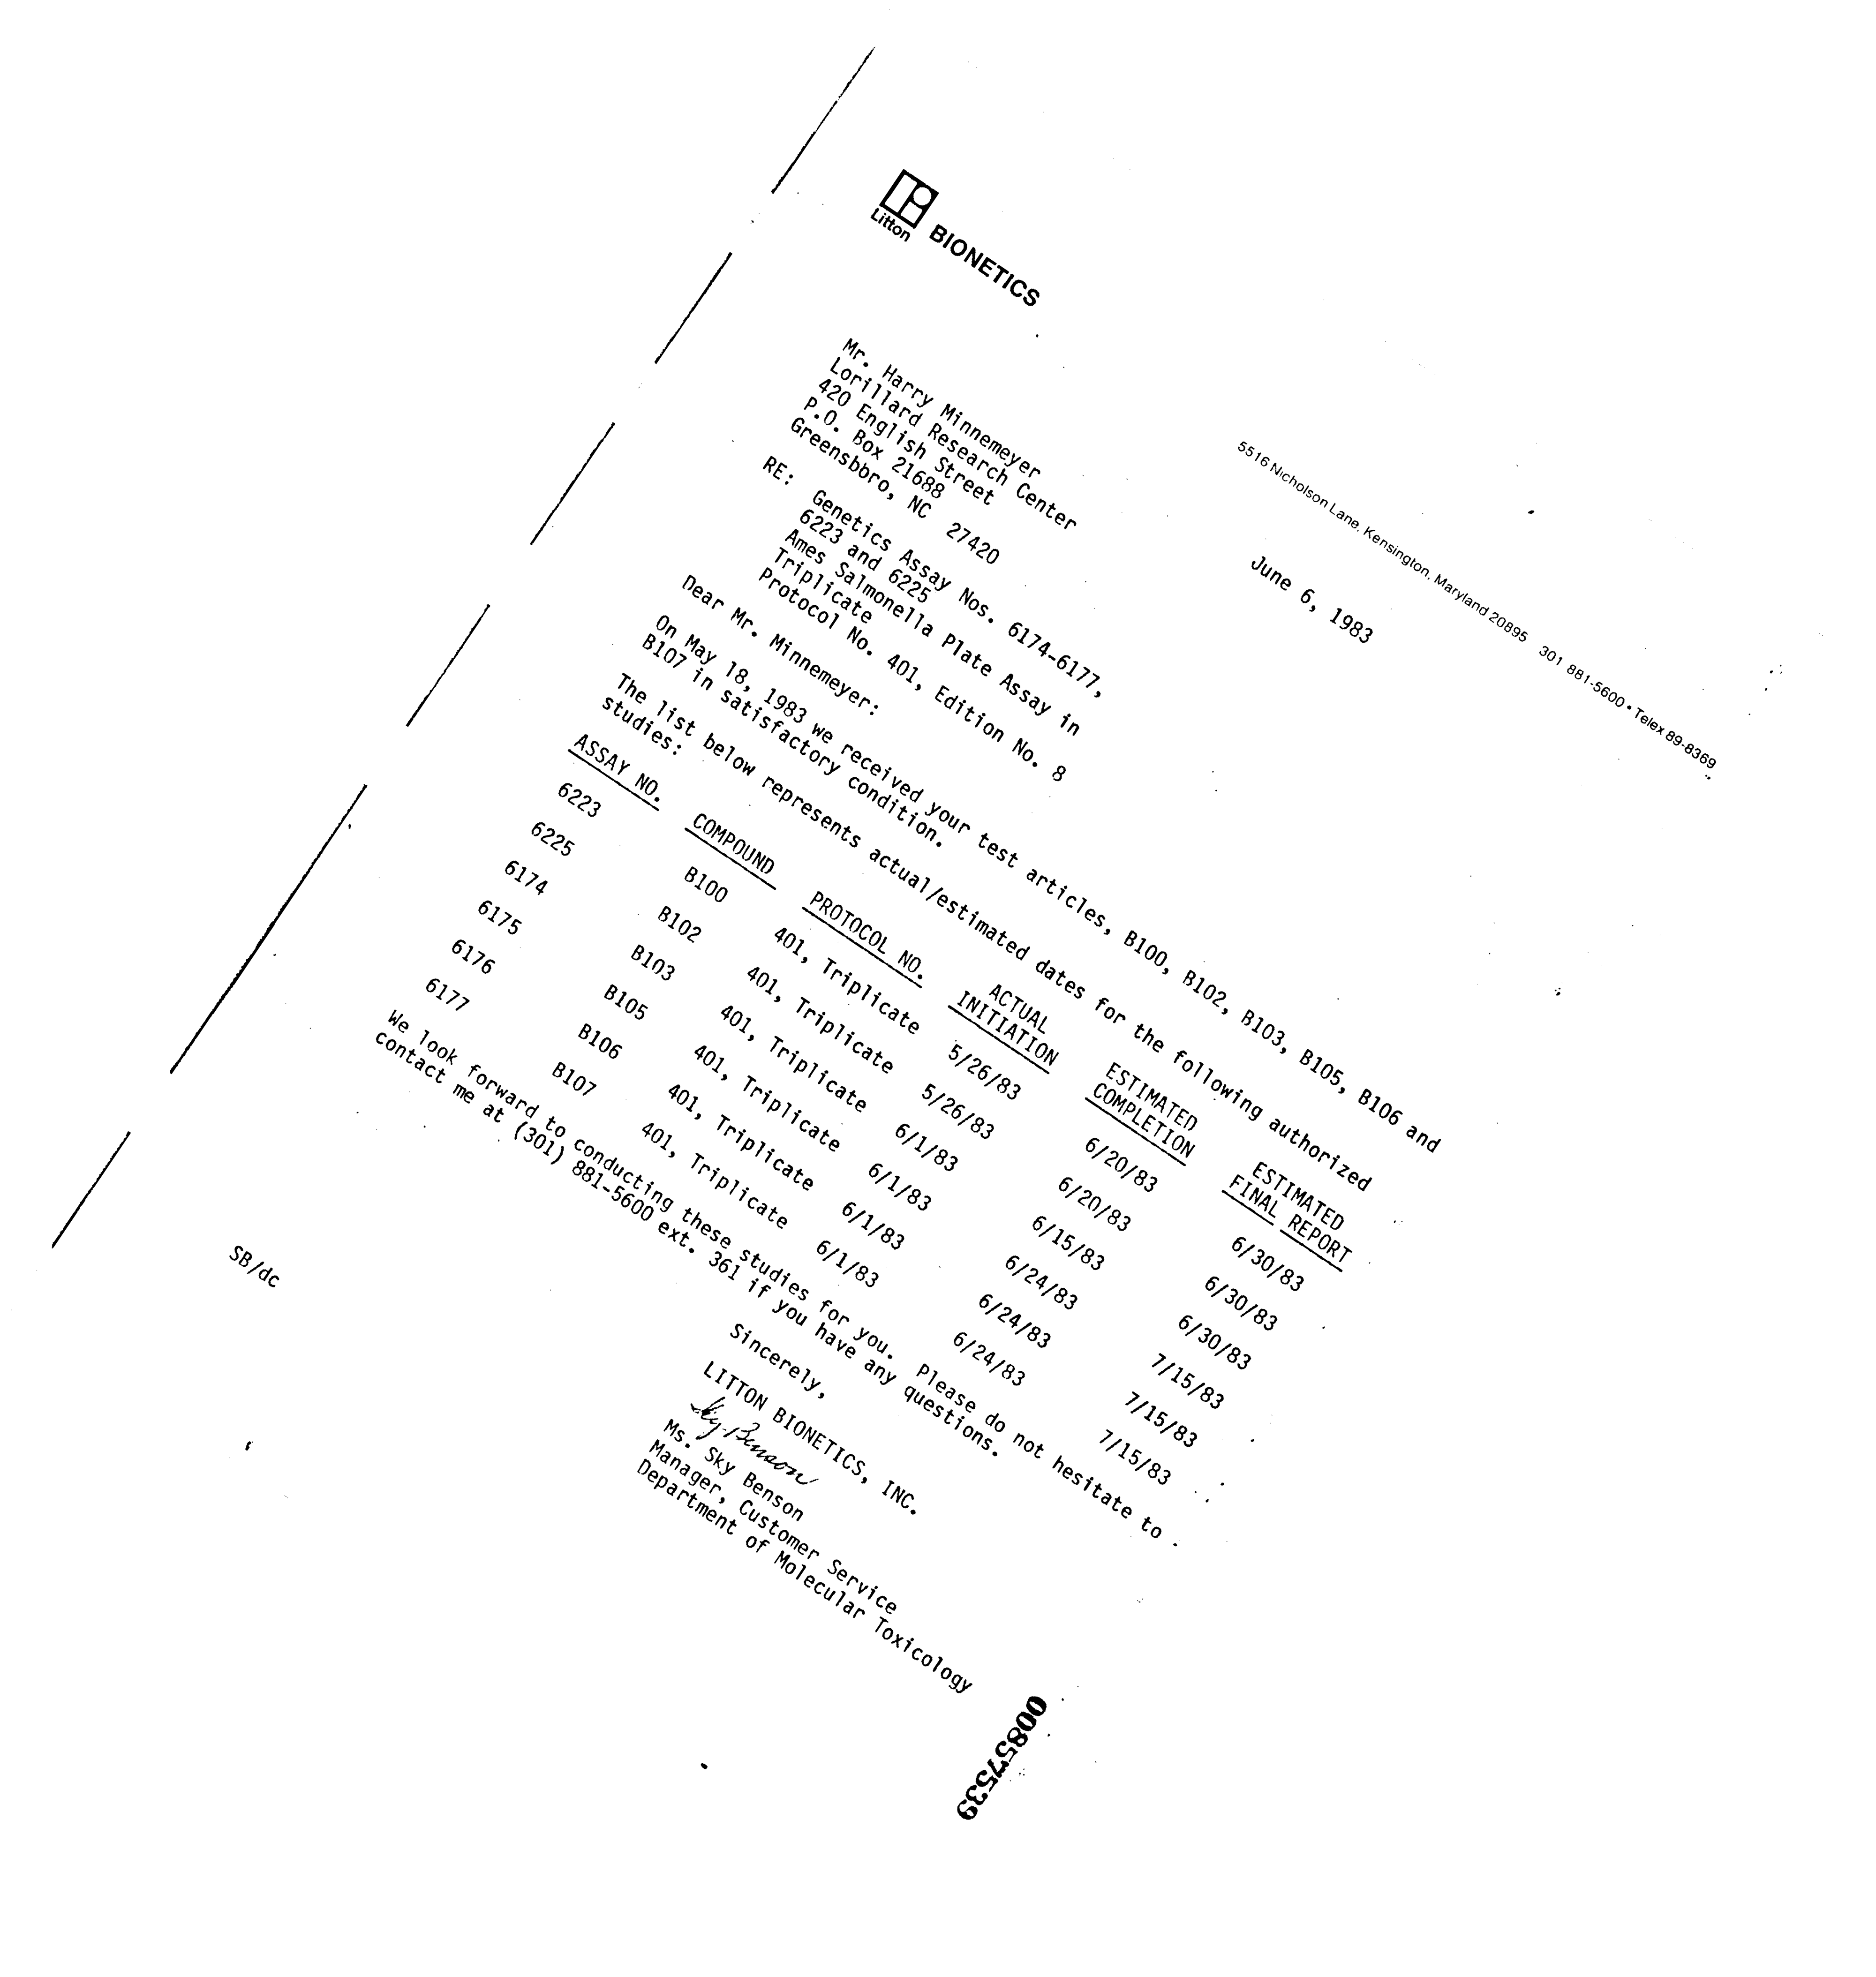 Litton BIONETICS
5516 Nicholson Lane, Kensington, Maryland 20895 301 881-5600 • Telex 89-8369
June 6, 1983
Mr. Harry Minnemeyer
Lorillard Research Center
420 English Street
P.O. Box 21688
Greensbboro, NC 27420
RE: Genetics Assay Nos. 6174-6177,
6223 and 6225
Ames Salmonella Plate Assay in
Triplicate
Protocol No. 401, Edition No. 8
Dear Mr. Minnemeyer:
On May 18, 1983 we received your test articles, B100, B102, B103, B105, B106 and
B107 in satisfactory condition.
The list below represents actual/estimated dates for the following authorized
studies:
ASSAY NO. COMPOUND PROTOCOL NO. ACTUAL INITIATION ESTIMATED COMPLETION ESTIMATED FINAL REPORT
6223 B100 401, Triplicate 5/26/83 6/20/83 6/30/83
6225 B102 401, Triplicate 5/26/83 6/20/83 6/30/83
6174 B103 401, Triplicate 6/1/83 6/15/83 6/30/83
6175 B105 401, Triplicate 6/1/83 6/24/83 7/15/83
6176 B106 401, Triplicate 6/1/83 6/24/83 7/15/83
6177 B107 401, Triplicate 6/1/83 6/24/83 7/15/83
We look forward to conducting these studies for you. Please do not hesitate to
contact me at (301) 881-5600 ext. 361 if you have any questions.
Sincerely,
LITTON BIONETICS, INC.
Sky Benson
Ms. Sky Benson
Manager, Customer Service
Department of Molecular Toxicology
SB/dc
00857539